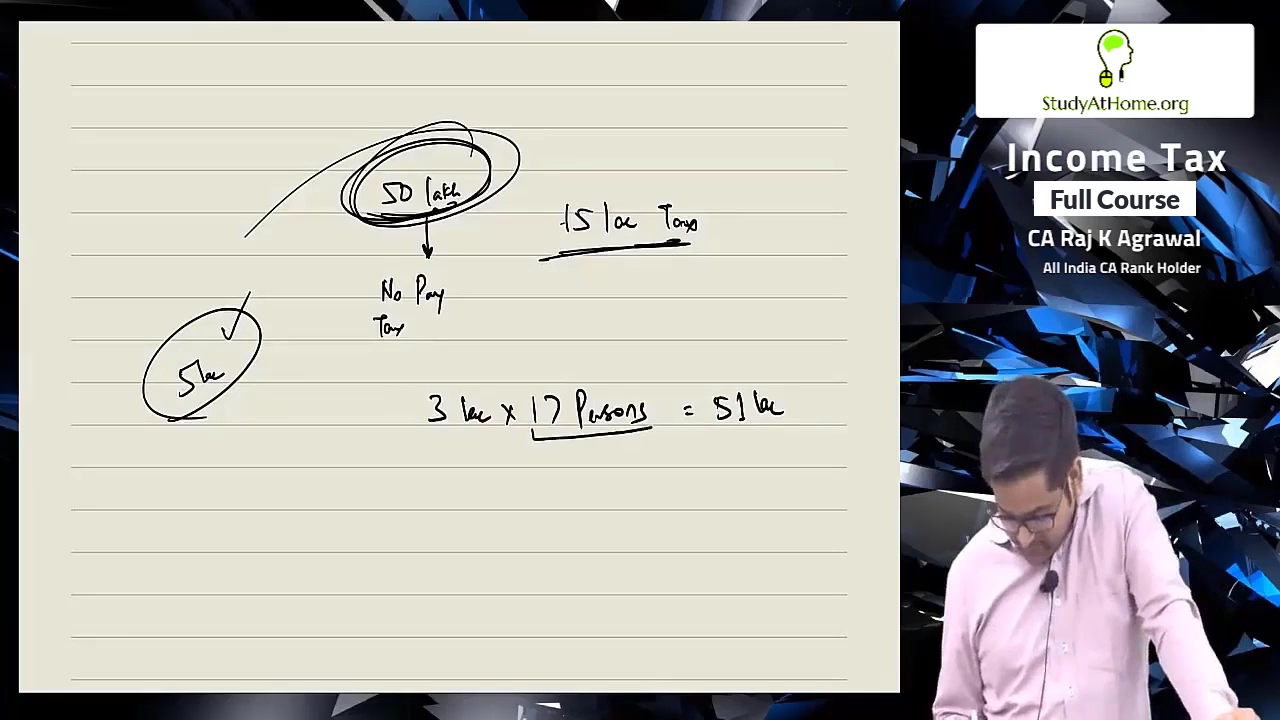 50 lakh
15 lac Tax
No Pay
Tax
5 lac
3 lac × 17 Persons = 51 lac
StudyAtHome.org
Income Tax
Full Course
CA Raj K Agrawal
All India CA Rank Holder